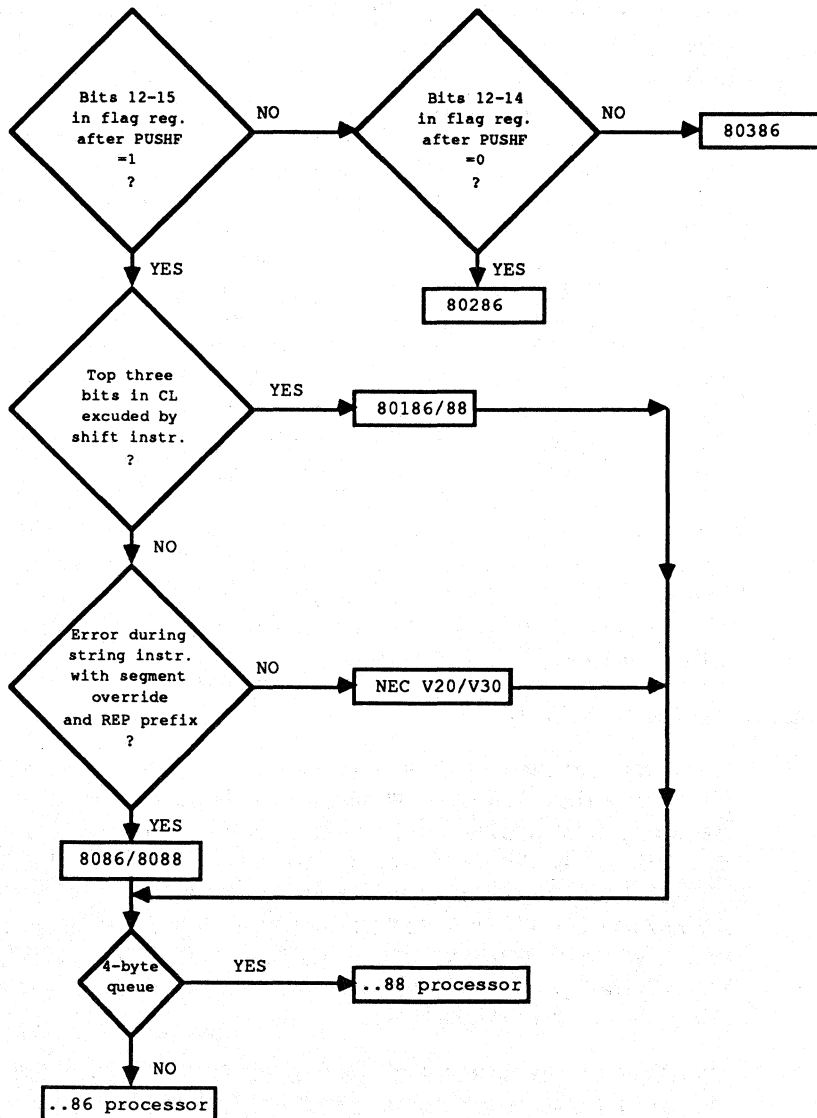 Bits 12-15
in flag reg.
after PUSHF
=1
?
NO
Bits 12-14
in flag reg.
after PUSHF
=0
?
NO
80386
YES
YES
80286
Top three
bits in CL
excuded by
shift instr.
?
YES
80186/88
NO
Error during
string instr.
with segment
override
and REP prefix
?
NO
NEC V20/V30
YES
8086/8088
4-byte
queue
YES
..88 processor
NO
..86 processor